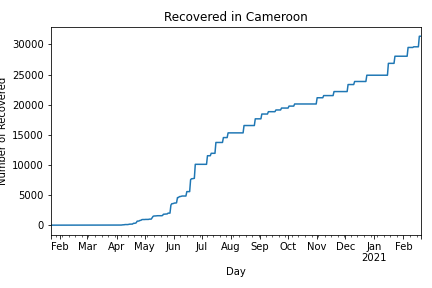 Recovered in Cameroon
Number of Recovered
30000
25000
20000
15000
10000
5000
0
Feb Mar Apr May Jun Jul Aug Sep Oct Nov Dec Jan Feb
2021
Day